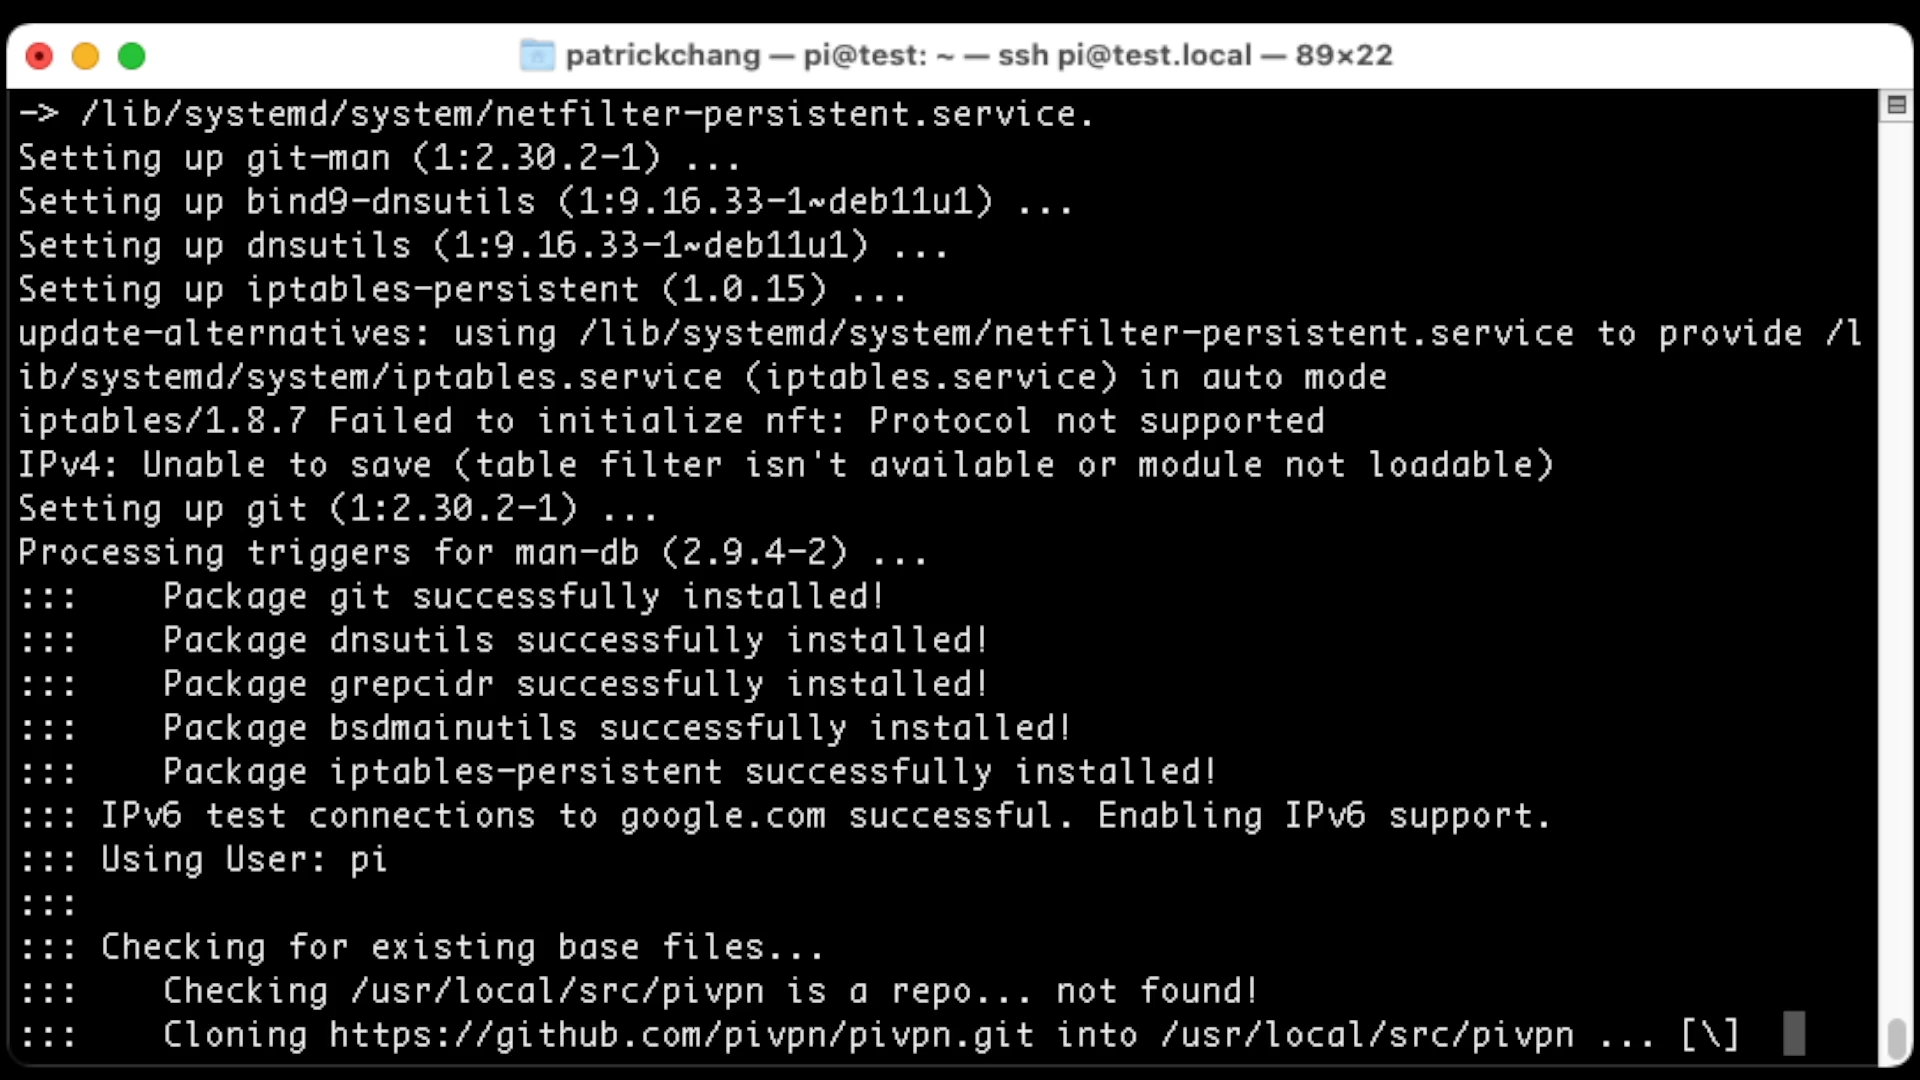 patrickchang — pi@test: ~ — ssh pi@test.local — 89×22
-> /lib/systemd/system/netfilter-persistent.service.
Setting up git-man (1:2.30.2-1) ...
Setting up bind9-dnsutils (1:9.16.33-1~deb11u1) ...
Setting up dnsutils (1:9.16.33-1~deb11u1) ...
Setting up iptables-persistent (1.0.15) ...
update-alternatives: using /lib/systemd/system/netfilter-persistent.service to provide /l
ib/systemd/system/iptables.service (iptables.service) in auto mode
iptables/1.8.7 Failed to initialize nft: Protocol not supported
IPv4: Unable to save (table filter isn't available or module not loadable)
Setting up git (1:2.30.2-1) ...
Processing triggers for man-db (2.9.4-2) ...
:::    Package git successfully installed!
:::    Package dnsutils successfully installed!
:::    Package grepcidr successfully installed!
:::    Package bsdmainutils successfully installed!
:::    Package iptables-persistent successfully installed!
::: IPv6 test connections to google.com successful. Enabling IPv6 support.
::: Using User: pi
:::
::: Checking for existing base files...
:::    Checking /usr/local/src/pivpn is a repo... not found!
:::    Cloning https://github.com/pivpn/pivpn.git into /usr/local/src/pivpn ... [\]